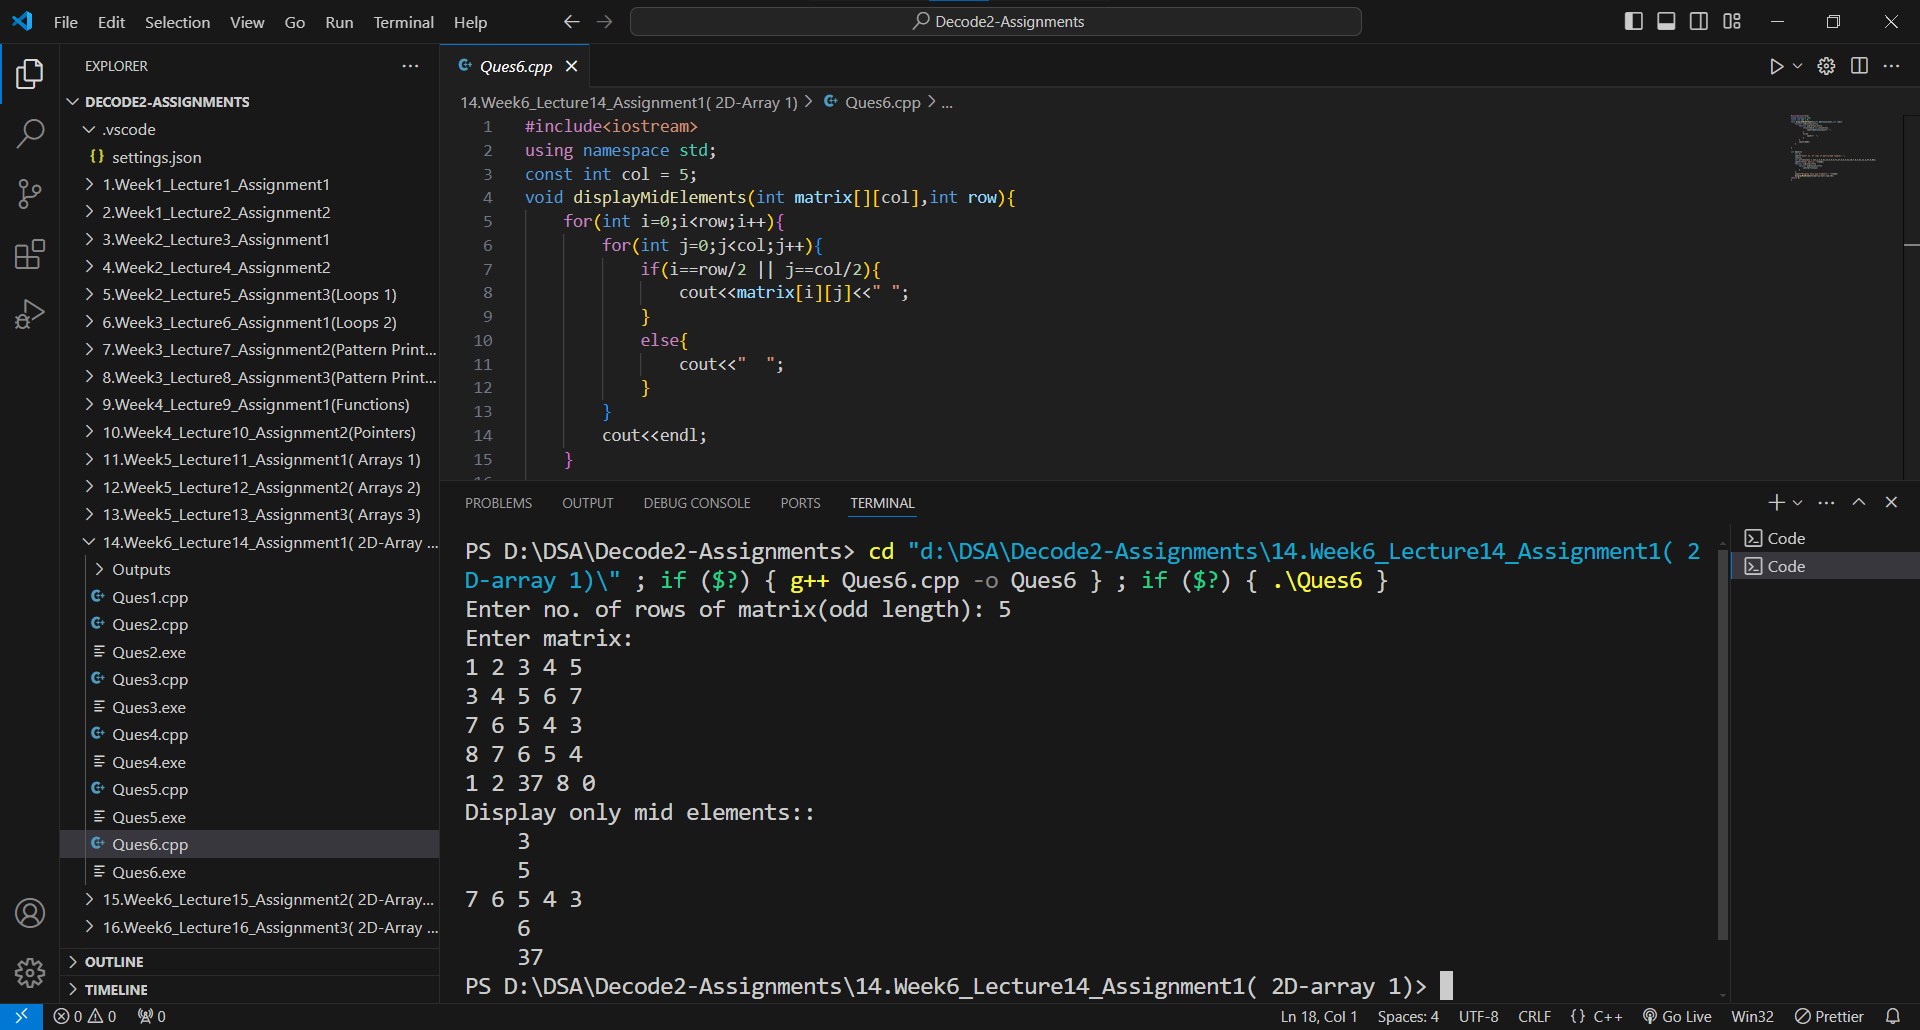 File Edit Selection View Go Run Terminal Help
Decode2-Assignments
EXPLORER
DECODE2-ASSIGNMENTS
.vscode
{} settings.json
1.Week1_Lecture1_Assignment1
2.Week1_Lecture2_Assignment2
3.Week2_Lecture3_Assignment1
4.Week2_Lecture4_Assignment2
5.Week2_Lecture5_Assignment3(Loops 1)
6.Week3_Lecture6_Assignment1(Loops 2)
7.Week3_Lecture7_Assignment2(Pattern Print...
8.Week3_Lecture8_Assignment3(Pattern Print...
9.Week4_Lecture9_Assignment1(Functions)
10.Week4_Lecture10_Assignment2(Pointers)
11.Week5_Lecture11_Assignment1( Arrays 1)
12.Week5_Lecture12_Assignment2( Arrays 2)
13.Week5_Lecture13_Assignment3( Arrays 3)
14.Week6_Lecture14_Assignment1( 2D-Array ...
Outputs
Ques1.cpp
Ques2.cpp
Ques2.exe
Ques3.cpp
Ques3.exe
Ques4.cpp
Ques4.exe
Ques5.cpp
Ques5.exe
Ques6.cpp
Ques6.exe
15.Week6_Lecture15_Assignment2( 2D-Array...
16.Week6_Lecture16_Assignment3( 2D-Array ...
OUTLINE
TIMELINE
Ques6.cpp
14.Week6_Lecture14_Assignment1( 2D-Array 1) > Ques6.cpp > ...
1 #include<iostream>
2 using namespace std;
3 const int col = 5;
4 void displayMidElements(int matrix[][col],int row){
5 for(int i=0;i<row;i++){
6 for(int j=0;j<col;j++){
7 if(i==row/2 || j==col/2){
8 cout<<matrix[i][j]<<" ";
9 }
10 else{
11 cout<<"  ";
12 }
13 }
14 cout<<endl;
15 }
PROBLEMS OUTPUT DEBUG CONSOLE PORTS TERMINAL
Code
Code
PS D:\DSA\Decode2-Assignments> cd "d:\DSA\Decode2-Assignments\14.Week6_Lecture14_Assignment1( 2
D-array 1)\" ; if ($?) { g++ Ques6.cpp -o Ques6 } ; if ($?) { .\Ques6 }
Enter no. of rows of matrix(odd length): 5
Enter matrix:
1 2 3 4 5
3 4 5 6 7
7 6 5 4 3
8 7 6 5 4
1 2 37 8 0
Display only mid elements::
3
5
7 6 5 4 3
6
37
PS D:\DSA\Decode2-Assignments\14.Week6_Lecture14_Assignment1( 2D-array 1)>
0 0 0 Ln 18, Col 1 Spaces: 4 UTF-8 CRLF {} C++ Go Live Win32 Prettier